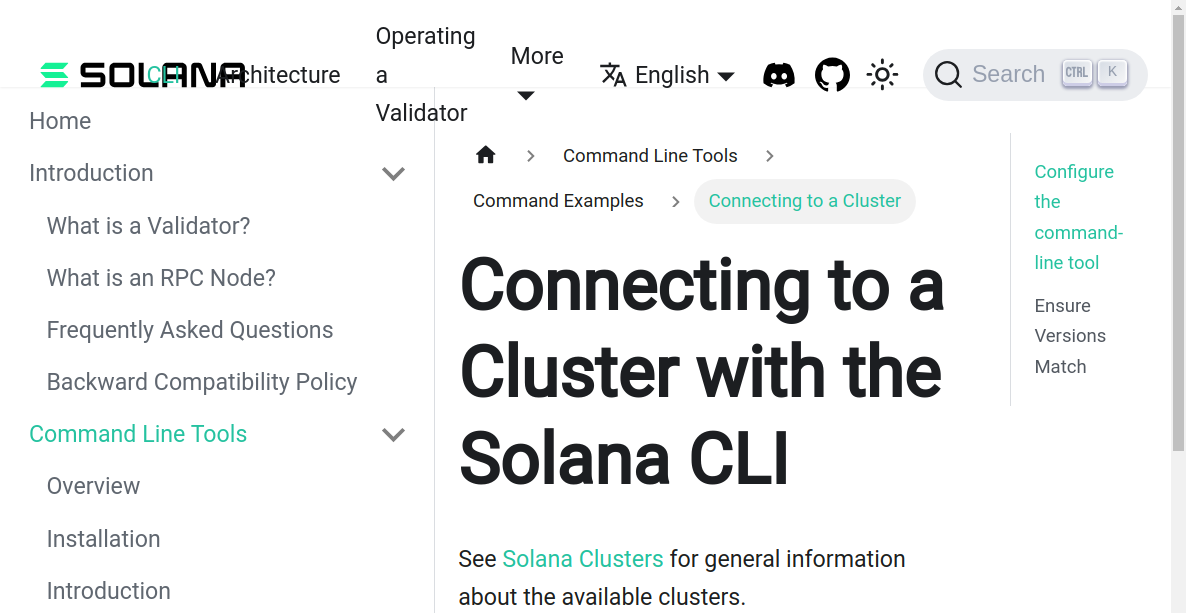 SOLANA
CLI
Architecture
Operating
a
Validator
More
English
Search
CTRL
K
Home
Introduction
What is a Validator?
What is an RPC Node?
Frequently Asked Questions
Backward Compatibility Policy
Command Line Tools
Overview
Installation
Introduction
Command Line Tools
Command Examples
Connecting to a Cluster
Connecting to a
Cluster with the
Solana CLI
See Solana Clusters for general information
about the available clusters.
Configure
the
command-
line tool
Ensure
Versions
Match